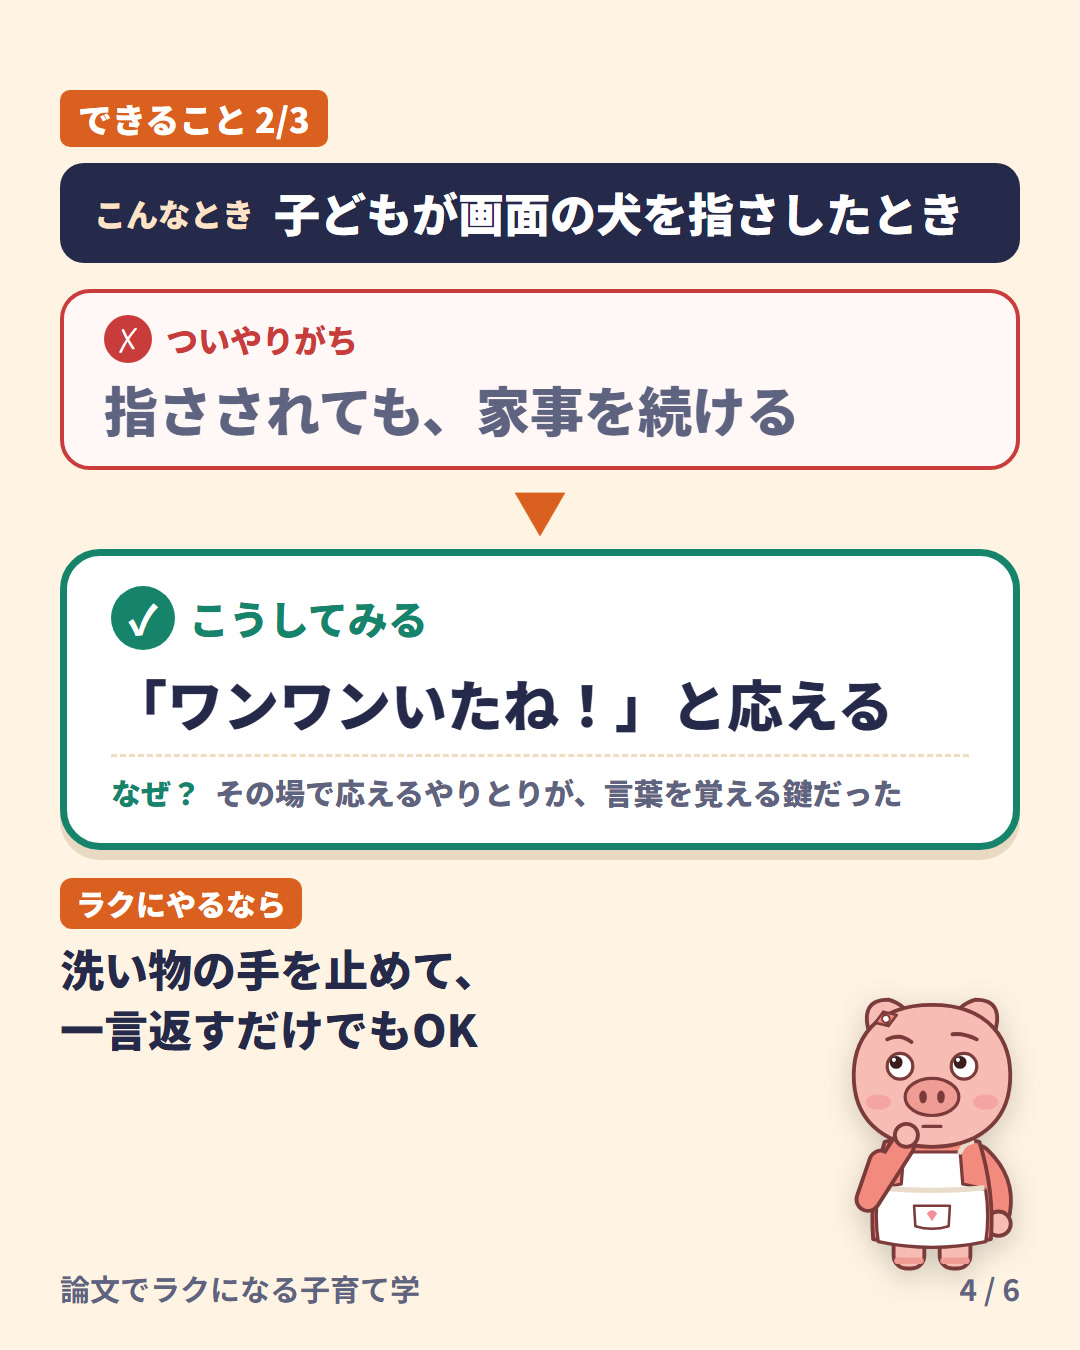 できること 2/3
こんなとき 子どもが画面の犬を指さしたとき
ついやりがち
指さされても、家事を続ける
こうしてみる
「ワンワンいたね！」と応える
なぜ？ その場で応えるやりとりが、言葉を覚える鍵だった
ラクにやるなら
洗い物の手を止めて、
一言返すだけでもOK
論文でラクになる子育て学
4 / 6